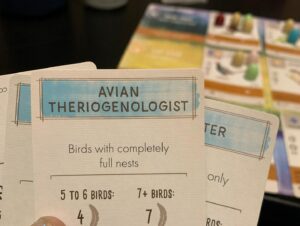 AVIAN
THERIOGENOLOGIST
Birds with completely
full nests
5 TO 6 BIRDS: 7+ BIRDS:
4 7
TER
only